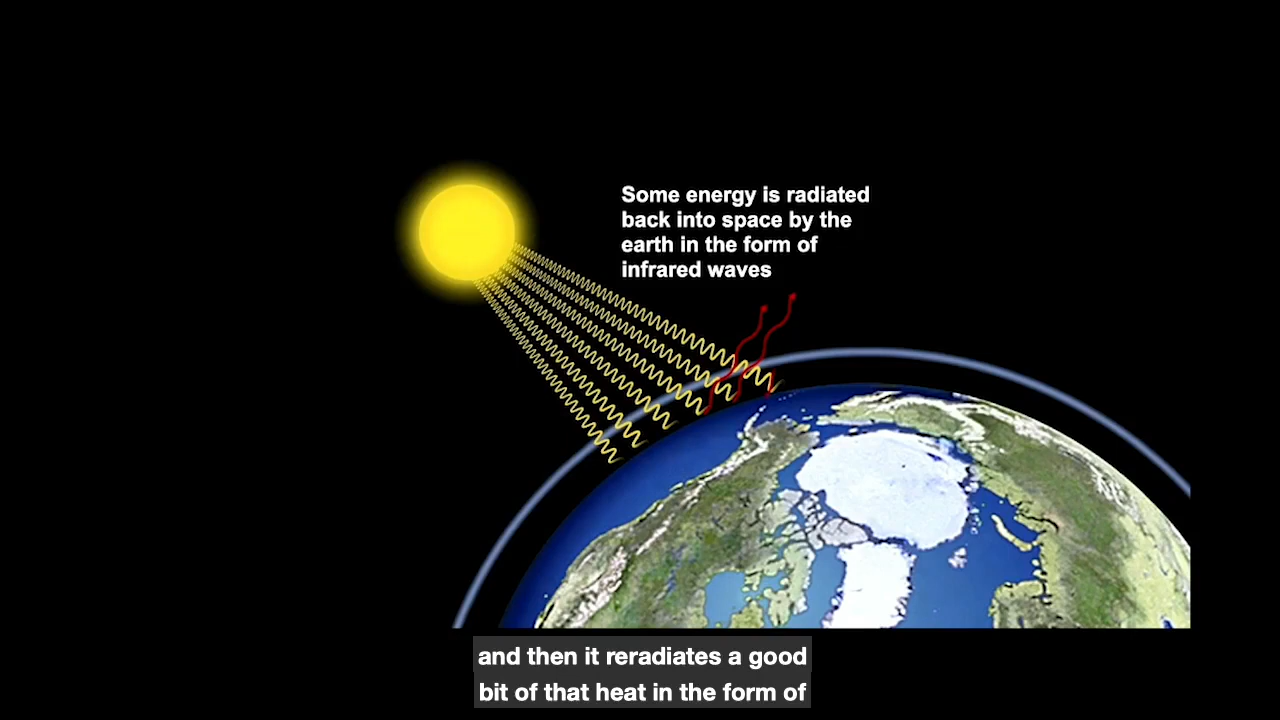 Some energy is radiated
back into space by the
earth in the form of
infrared waves
and then it reradiates a good
bit of that heat in the form of